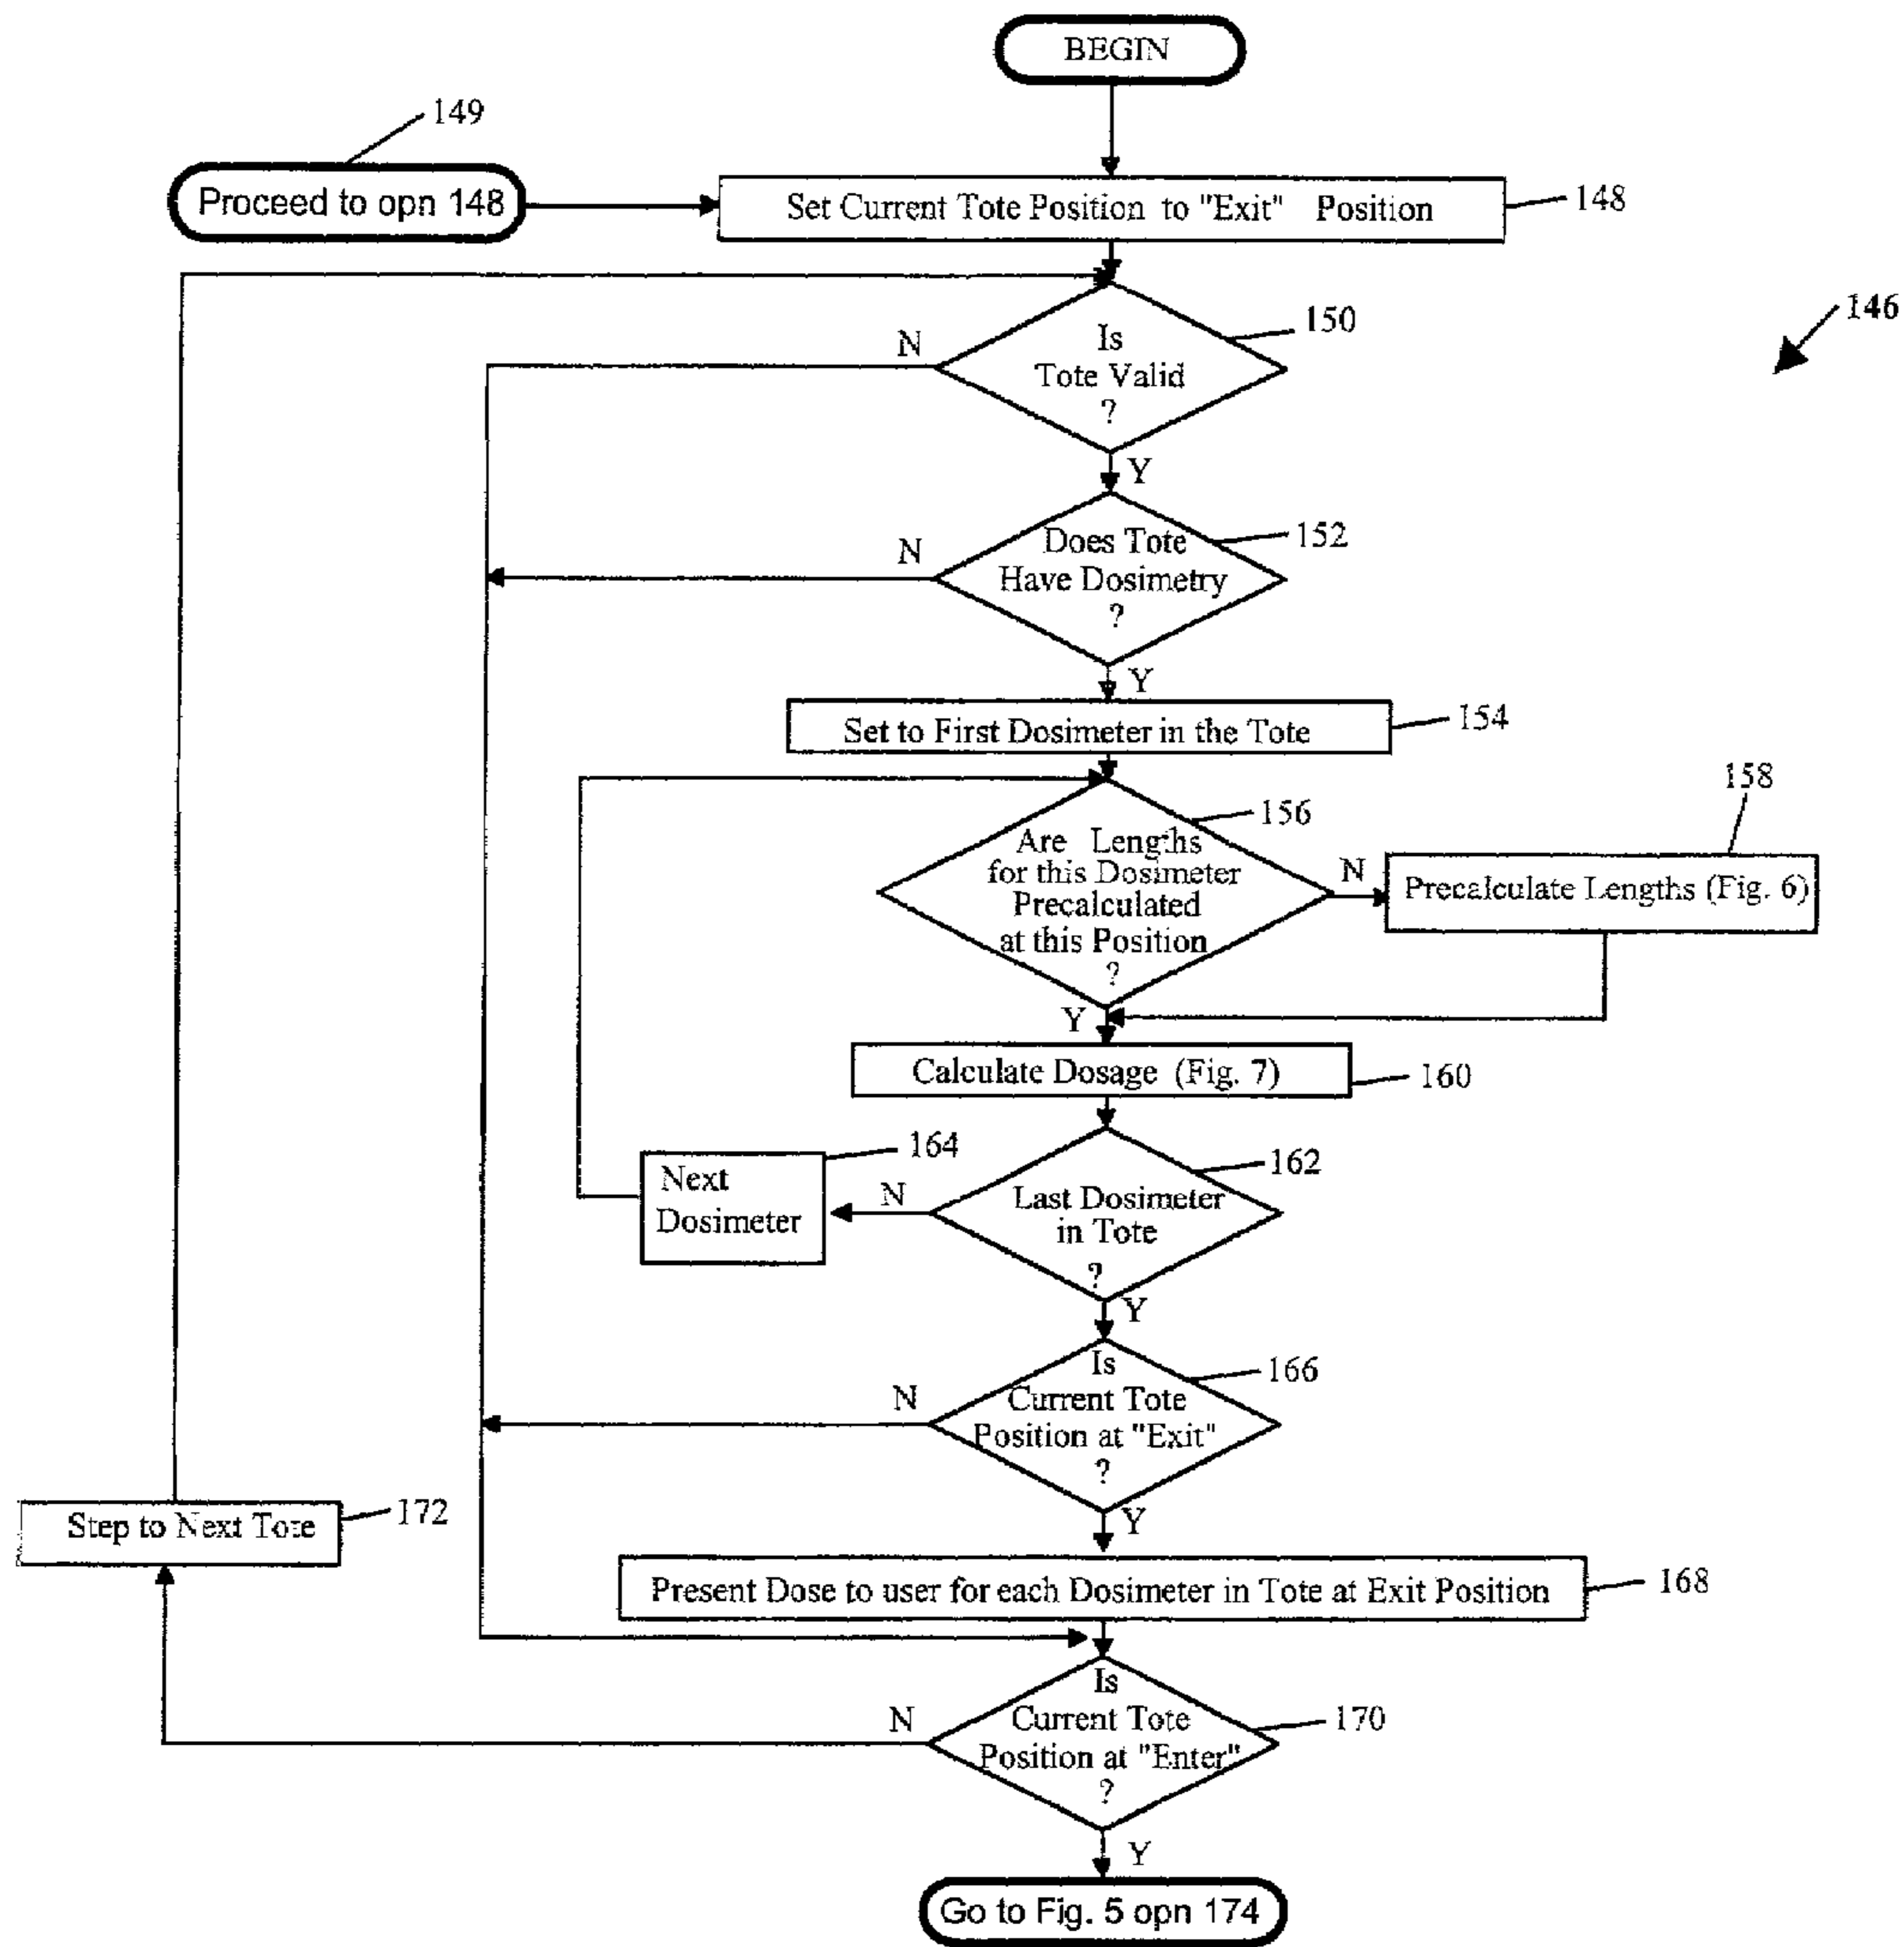 BEGIN
149
Proceed to opn 148
Set Current Tote Position to "Exit" Position
148
146
150
N
Is
Tote Valid
?
Y
152
N
Does Tote
Have Dosimetry
?
Y
Set to First Dosimeter in the Tote
154
158
156
Are Lengths
for this Dosimeter
Precalculated
at this Position
?
N
Precalculate Lengths (Fig. 6)
Y
Calculate Dosage (Fig. 7)
160
164
162
Next
Dosimeter
N
Last Dosimeter
in Tote
?
Y
166
N
Is
Current Tote
Position at "Exit"
?
Y
Step to Next Tote
172
Present Dose to user for each Dosimeter in Tote at Exit Position
168
N
Is
Current Tote
Position at "Enter"
?
170
Y
Go to Fig. 5 opn 174